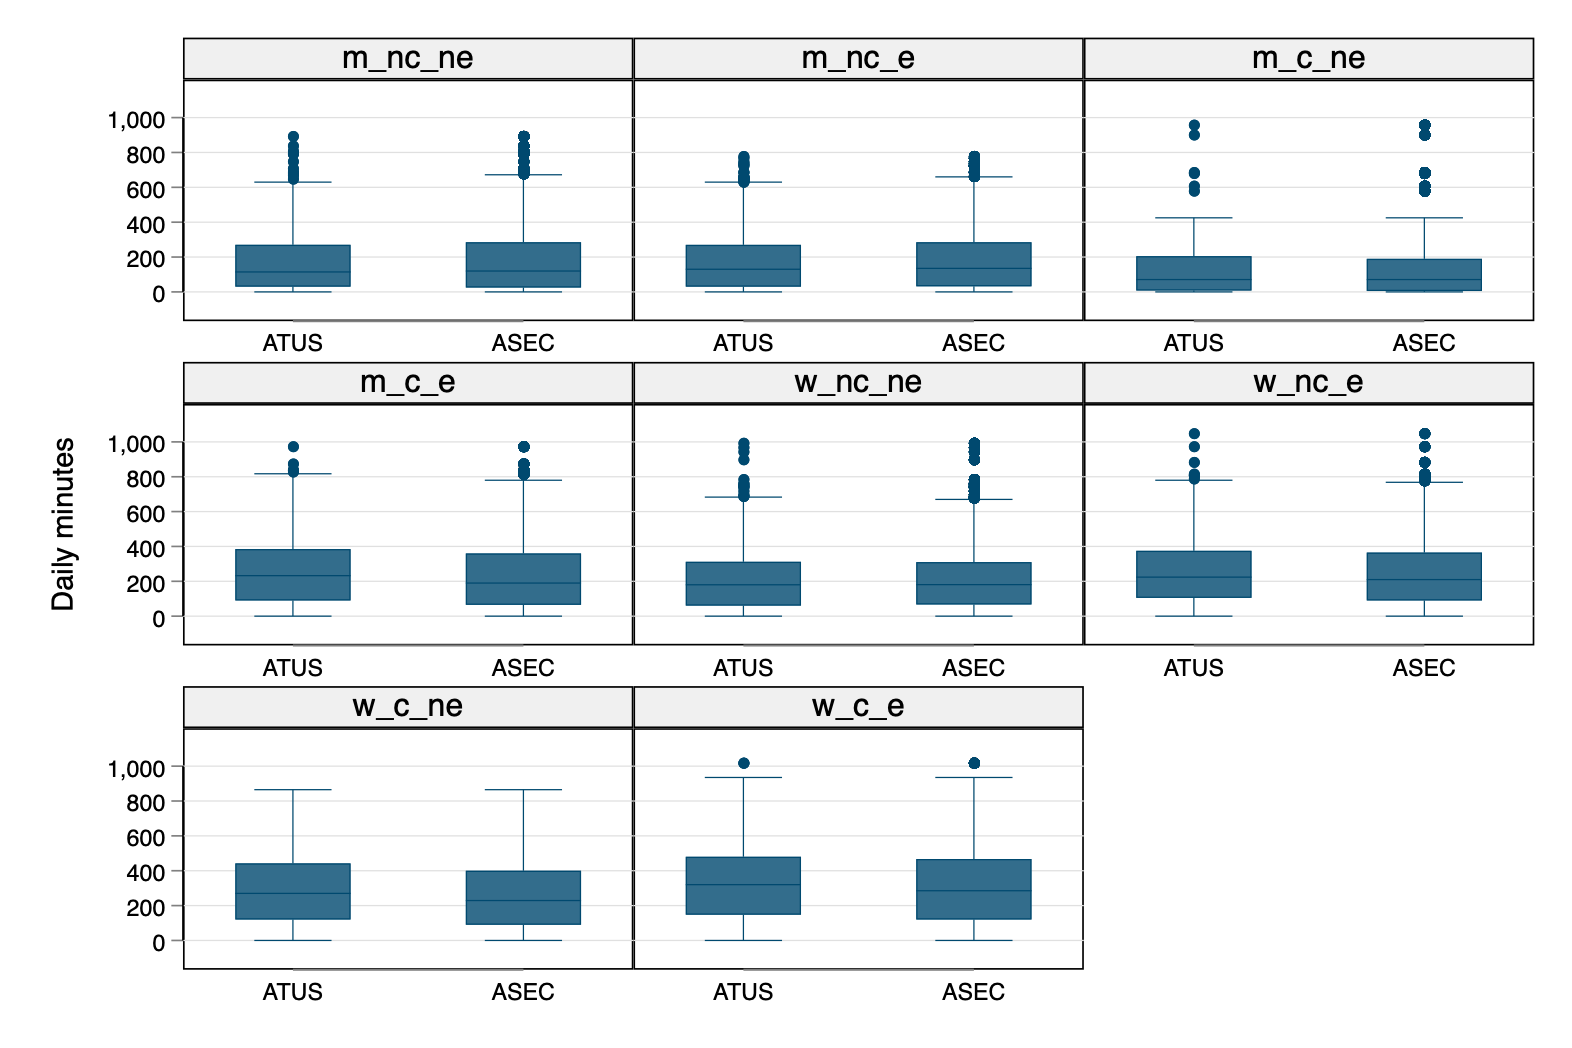 m_nc_ne m_nc_e m_c_ne
1,000
800
600
400
200
0
ATUS ASEC ATUS ASEC ATUS ASEC
m_c_e w_nc_ne w_nc_e
Daily minutes
1,000
800
600
400
200
0
ATUS ASEC ATUS ASEC ATUS ASEC
w_c_ne w_c_e
1,000
800
600
400
200
0
ATUS ASEC ATUS ASEC